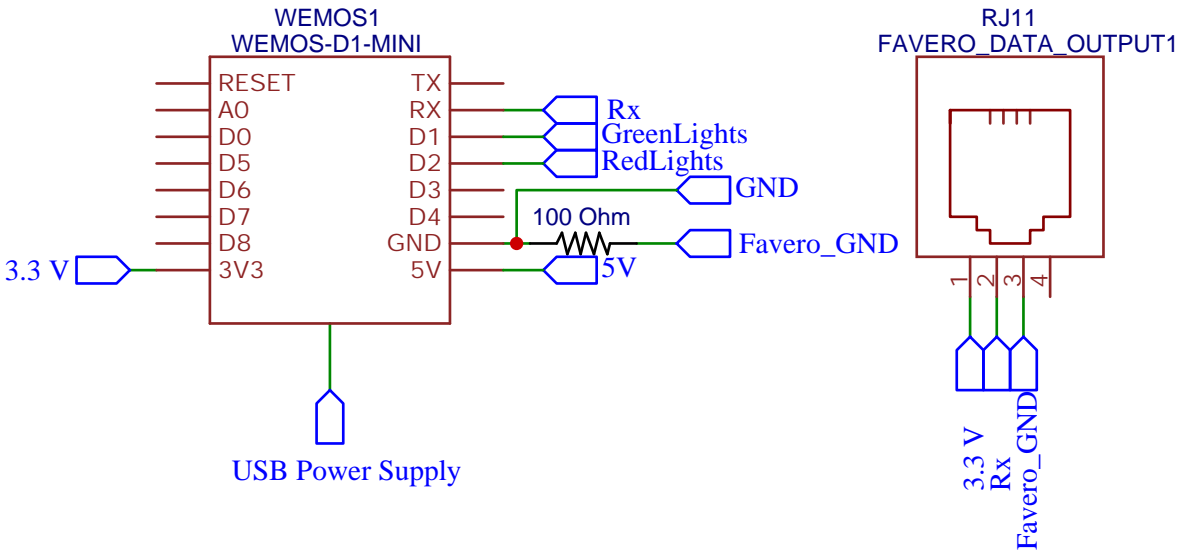 WEMOS1
WEMOS-D1-MINI
RESET
A0
D0
D5
D6
D7
D8
3V3
TX
RX
D1
D2
D3
D4
GND
5V
3.3 V
Rx
GreenLights
RedLights
GND
100 Ohm
Favero_GND
5V
USB Power Supply
RJ11
FAVERO_DATA_OUTPUT1
1
2
3
4
3.3 V
Rx
Favero_GND